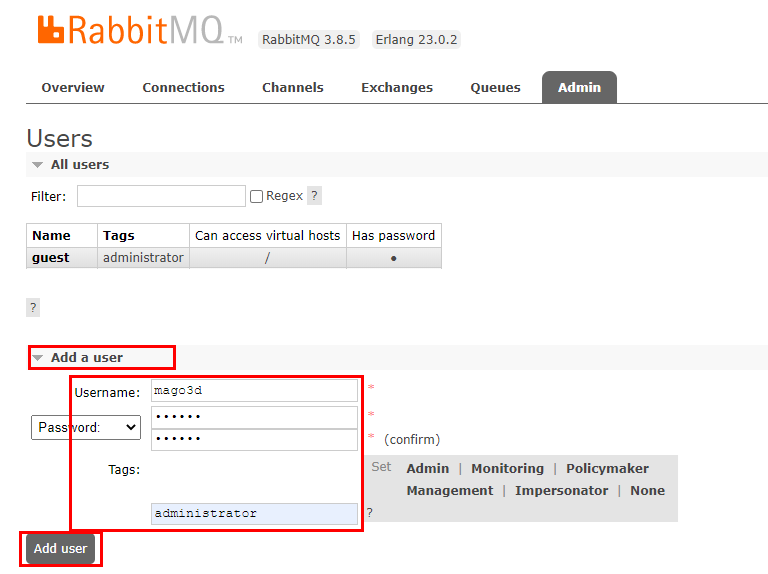 RabbitMQ TM RabbitMQ 3.8.5 Erlang 23.0.2
Overview Connections Channels Exchanges Queues Admin
Users
All users
Filter: Regex ?
Name Tags Can access virtual hosts Has password
guest administrator / ●
?
Add a user
Username: mago3d *
Password: •••••• *
•••••• * (confirm)
Tags: Set Admin | Monitoring | Policymaker
Management | Impersonator | None
administrator ?
Add user